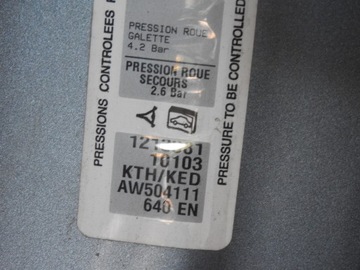 PRESSIONS CONTROLEES
PRESSION ROUE
GALETTE
4.2 Bar
PRESSION ROUE
SECOURS
2.6 Bar
10103
KTH/KED
AW504111
640 EN
PRESSURE TO BE CONTROLLED